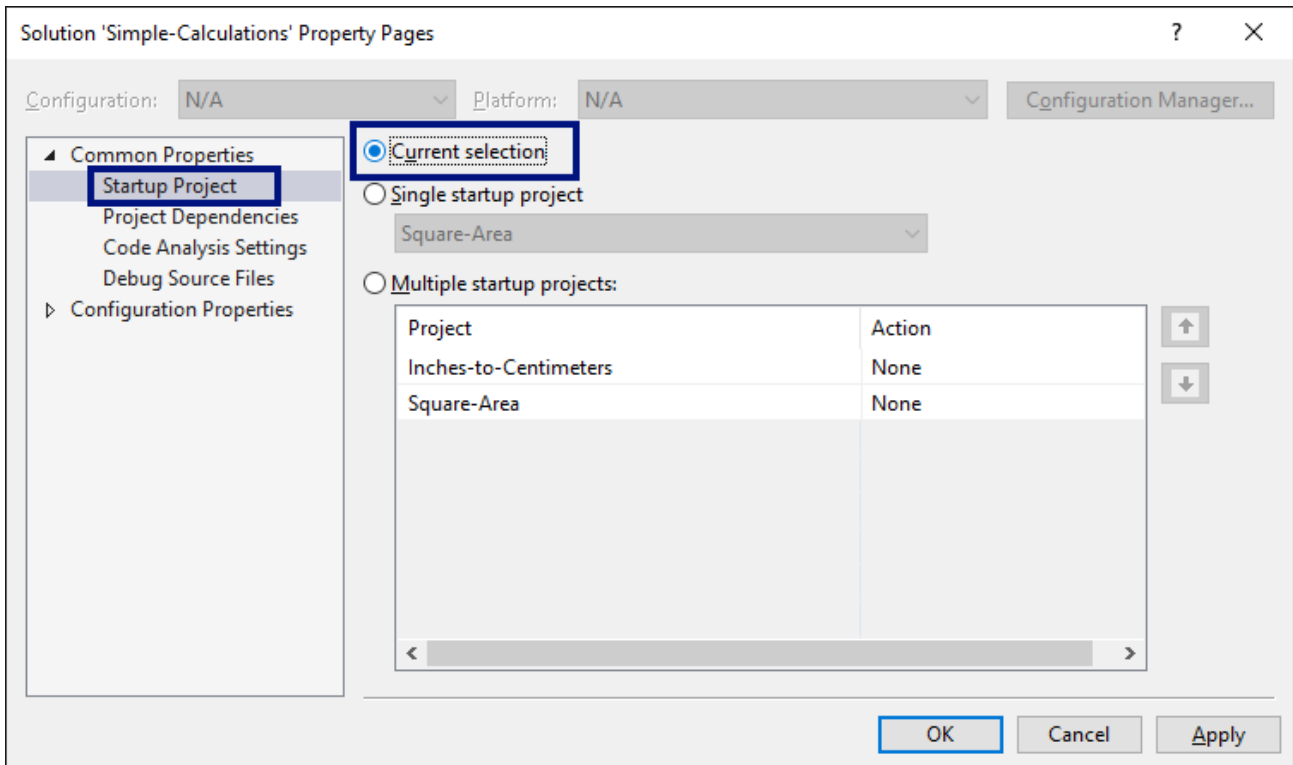 Solution 'Simple-Calculations' Property Pages ?
Configuration: N/A Platform: N/A Configuration Manager...
Common Properties
Startup Project
Project Dependencies
Code Analysis Settings
Debug Source Files
Configuration Properties
Current selection
Single startup project
Square-Area
Multiple startup projects:
Project Action
Inches-to-Centimeters None
Square-Area None
OK Cancel Apply